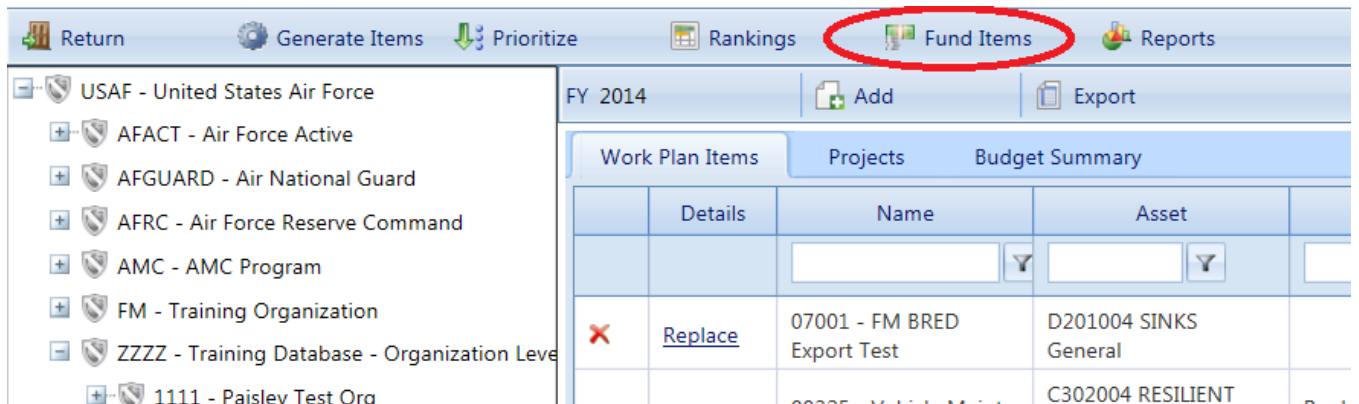 Return Generate Items Prioritize Rankings Fund Items Reports
USAF - United States Air Force
AFACT - Air Force Active
AFGUARD - Air National Guard
AFRC - Air Force Reserve Command
AMC - AMC Program
FM - Training Organization
ZZZZ - Training Database - Organization Leve
1111 - Paisley Test Org
FY 2014 Add Export
Work Plan Items Projects Budget Summary
Details Name Asset
Replace 07001 - FM BRED D201004 SINKS
Export Test General
C302004 RESILIENT